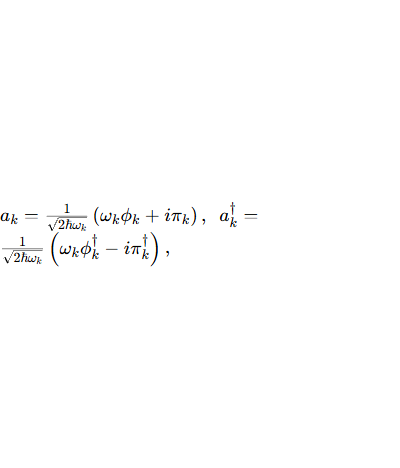 a_k = \frac{1}{\sqrt{2\hbar\omega_k}} \left(\omega_k \phi_k + i\pi_k\right), \quad a_k^\dagger =
\frac{1}{\sqrt{2\hbar\omega_k}} \left(\omega_k \phi_k^\dagger - i\pi_k^\dagger\right),